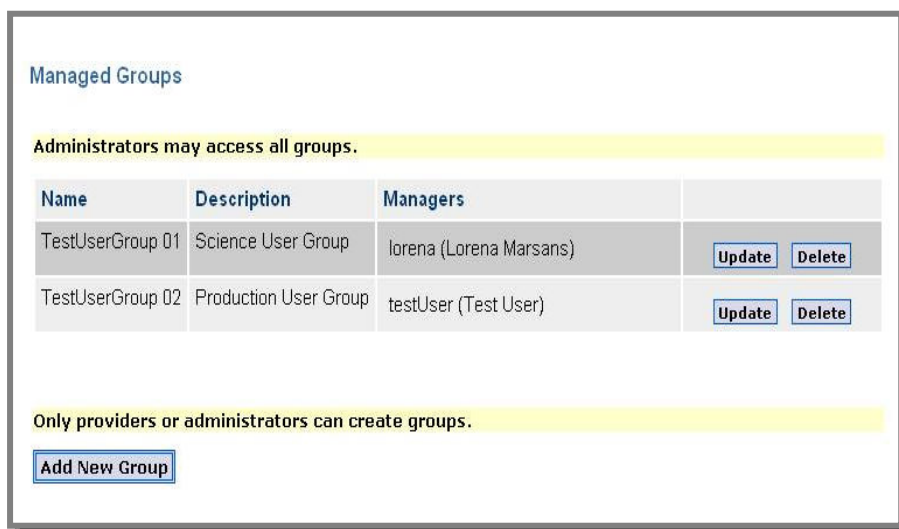 Managed Groups
Administrators may access all groups.
Name Description Managers
TestUserGroup 01 Science User Group lorena (Lorena Marsans) Update Delete
TestUserGroup 02 Production User Group testUser (Test User) Update Delete
Only providers or administrators can create groups.
Add New Group